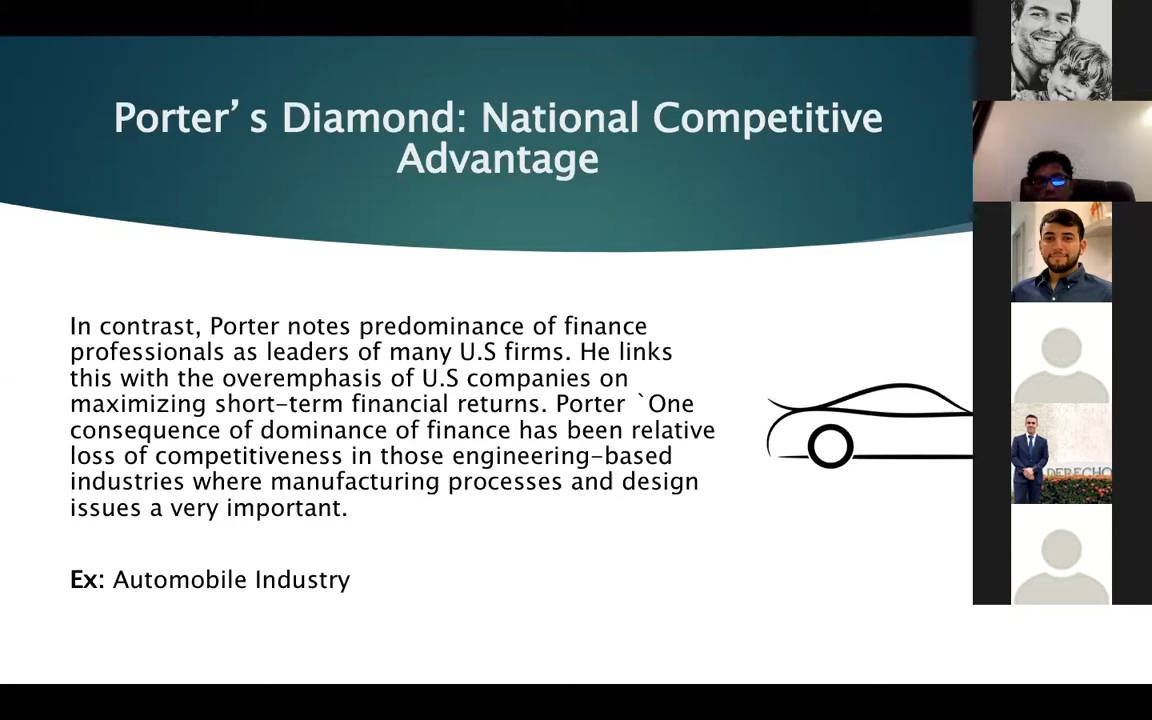 Porter’s Diamond: National Competitive
Advantage
In contrast, Porter notes predominance of finance
professionals as leaders of many U.S firms. He links
this with the overemphasis of U.S companies on
maximizing short-term financial returns. Porter `One
consequence of dominance of finance has been relative
loss of competitiveness in those engineering-based
industries where manufacturing processes and design
issues a very important.
Ex: Automobile Industry
DERECHO